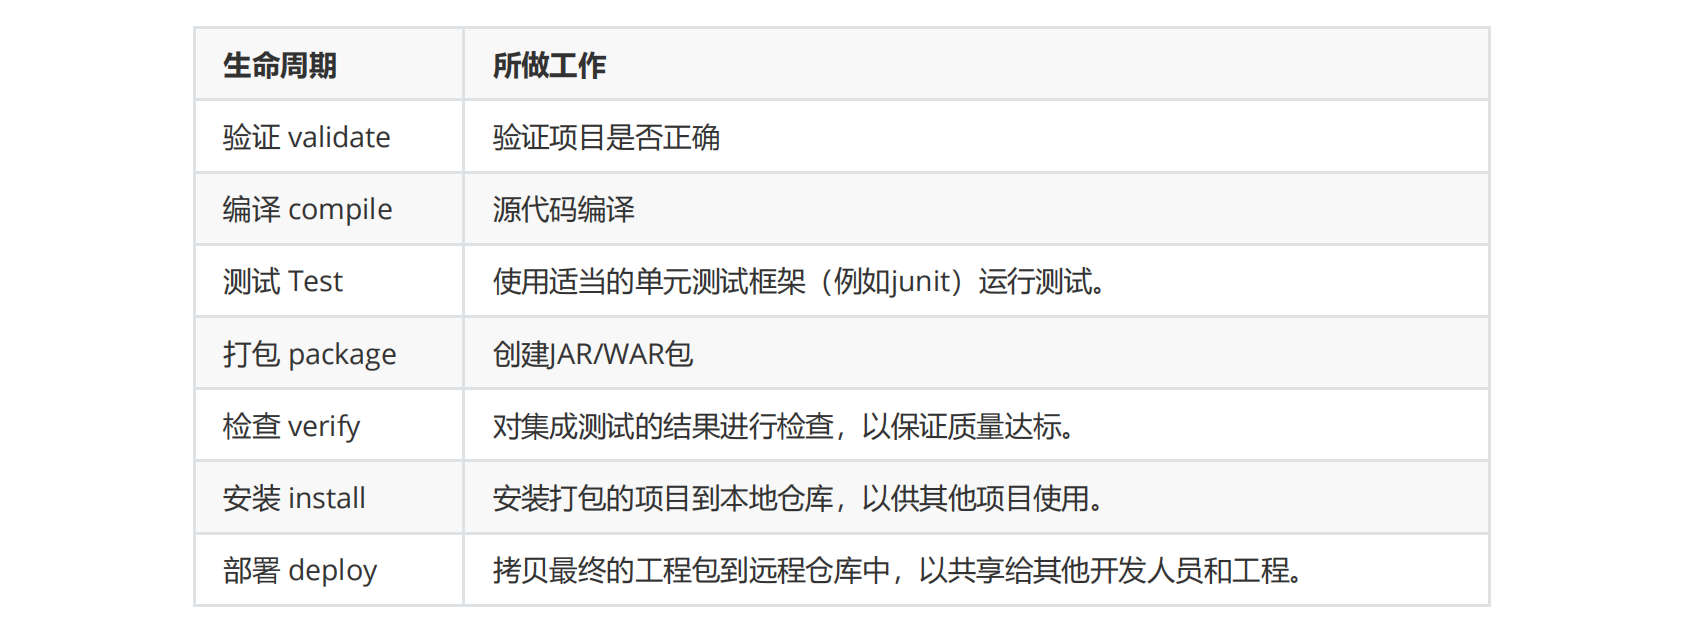 生命周期 所做工作
验证 validate 验证项目是否正确
编译 compile 源代码编译
测试 Test 使用适当的单元测试框架（例如junit）运行测试。
打包 package 创建JAR/WAR包
检查 verify 对集成测试的结果进行检查，以保证质量达标。
安装 install 安装打包的项目到本地仓库，以供其他项目使用。
部署 deploy 拷贝最终的工程包到远程仓库中，以共享给其他开发人员和工程。